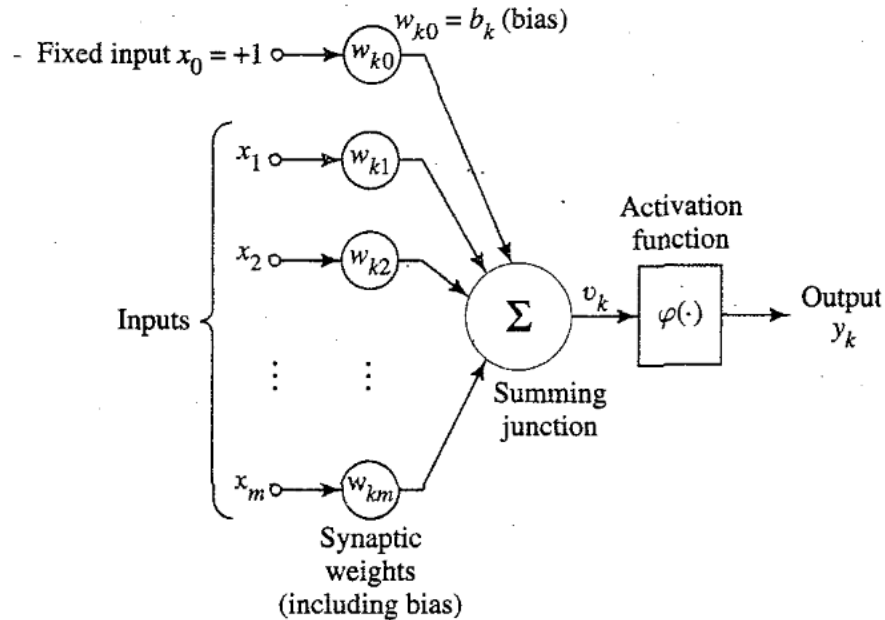 w_{k0} = b_k (bias)
- Fixed input x_0 = +1
w_{k0}
x_1
w_{k1}
x_2
w_{k2}
Inputs
⋮
⋮
x_m
w_{km}
Σ
Summing
junction
v_k
Activation
function
φ(·)
Output
y_k
Synaptic
weights
(including bias)